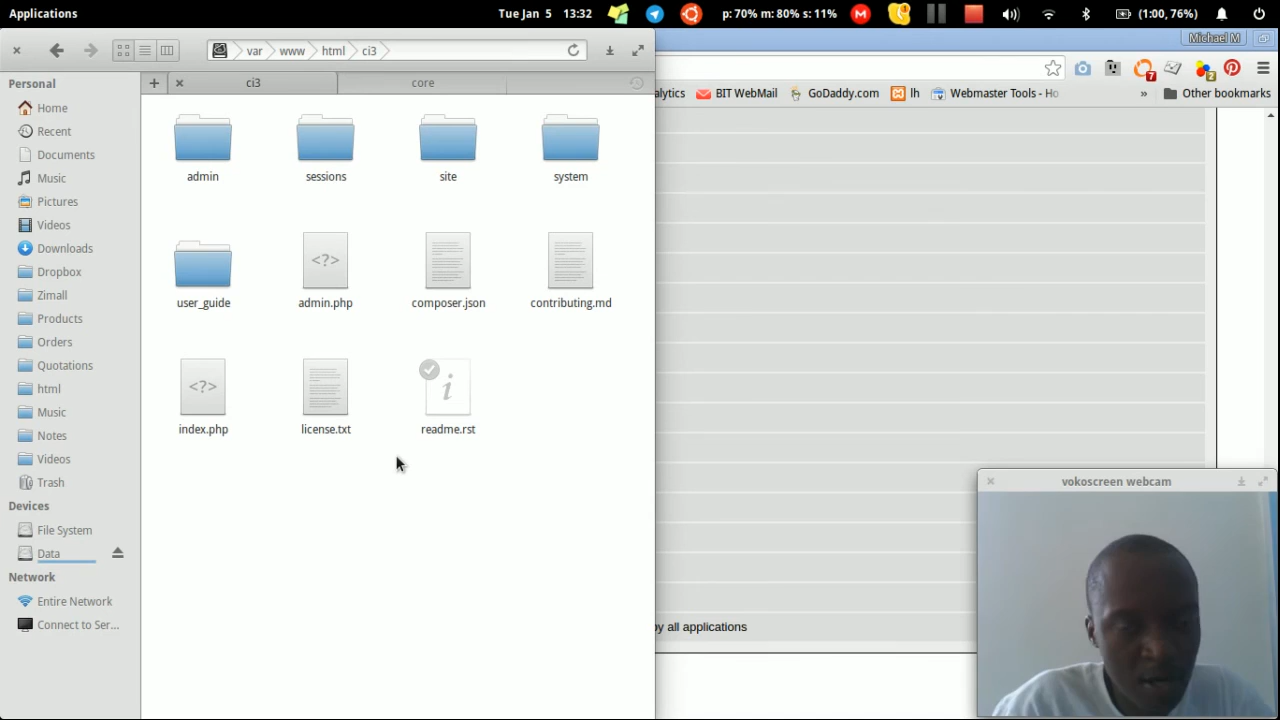 Applications
Tue Jan 5 13:32
p: 70% m: 80% s: 11%
(1:00, 76%)
Michael M
var www html ci3
ci3
core
alytics
BIT WebMail
GoDaddy.com
lh
Webmaster Tools - Ho
»
Other bookmarks
7
2
Personal
Home
Recent
Documents
Music
Pictures
Videos
Downloads
Dropbox
Zimall
Products
Orders
Quotations
html
Music
Notes
Videos
Trash
Devices
File System
Data
Network
Entire Network
Connect to Ser...
admin
sessions
site
system
user_guide
<?>
admin.php
composer.json
contributing.md
<?>
index.php
license.txt
i
readme.rst
by all applications
vokoscreen webcam